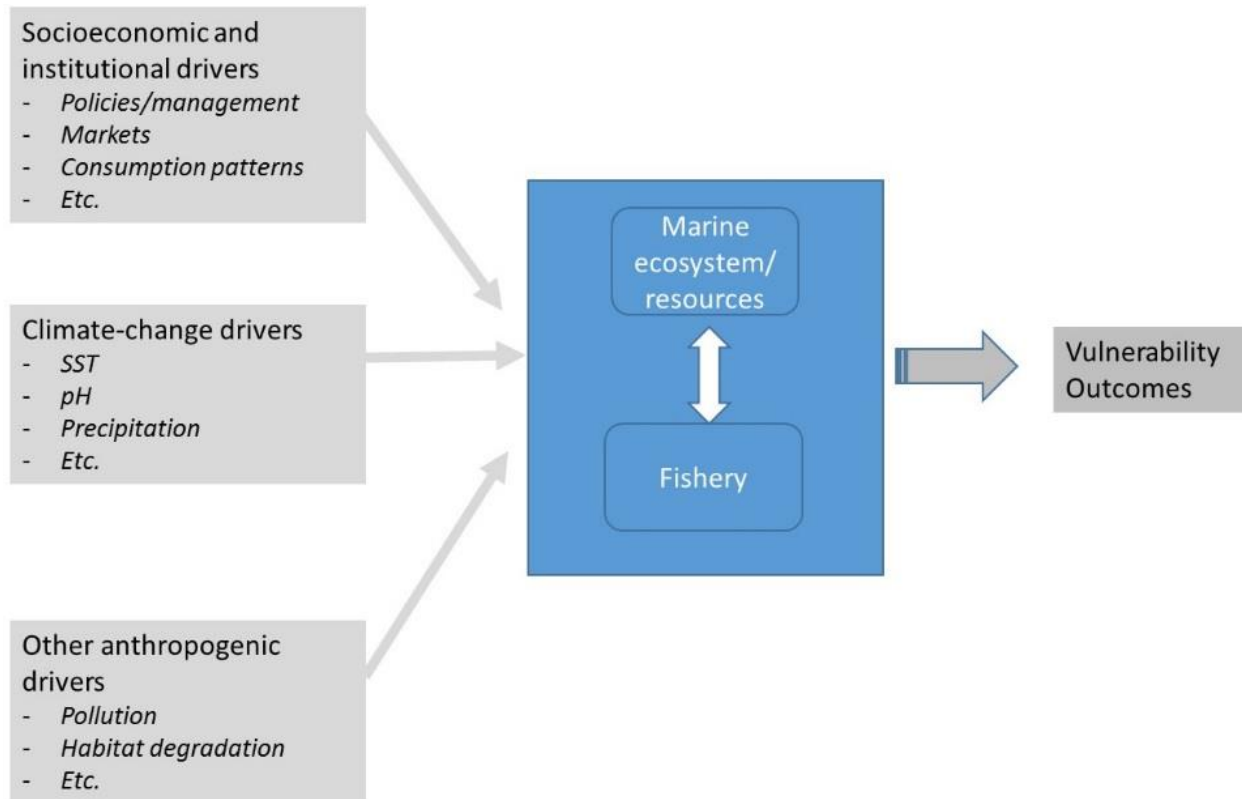 Socioeconomic and
institutional drivers
- Policies/management
- Markets
- Consumption patterns
- Etc.
Climate-change drivers
- SST
- pH
- Precipitation
- Etc.
Other anthropogenic
drivers
- Pollution
- Habitat degradation
- Etc.
Marine
ecosystem/
resources
Fishery
Vulnerability
Outcomes